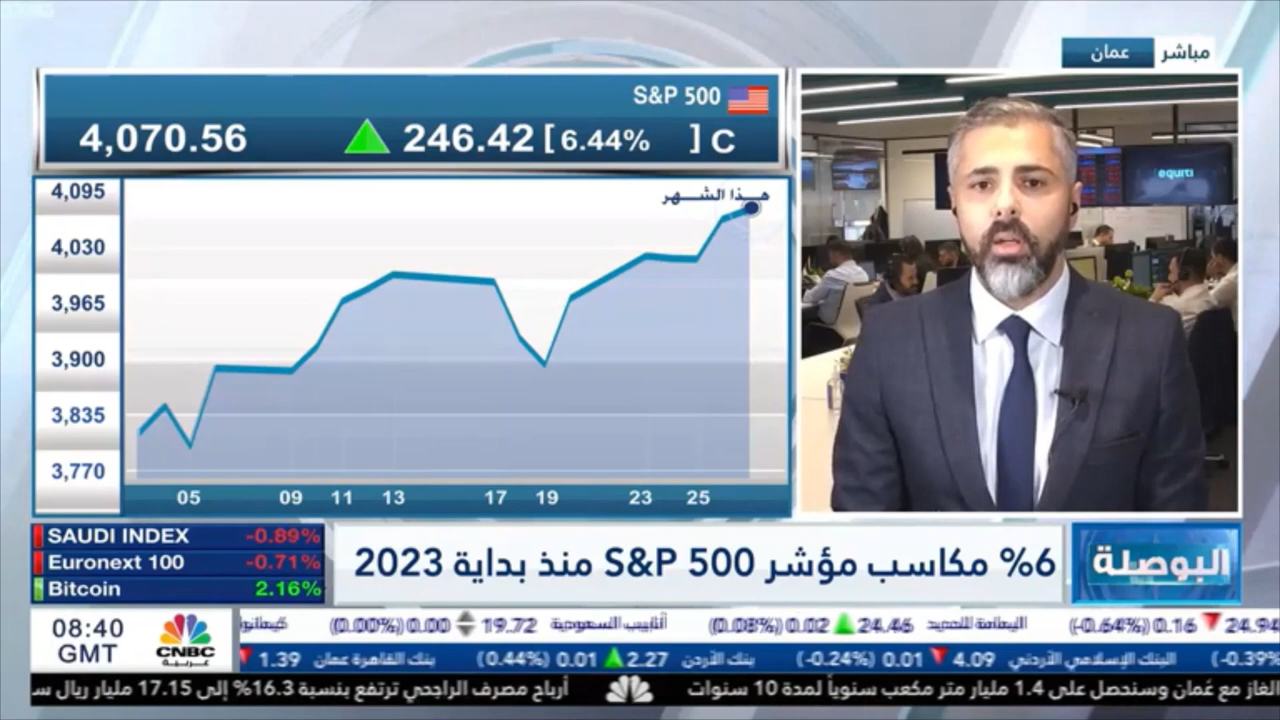 مباشر عمان
S&P 500
4,070.56 246.42 [ 6.44% ] C
هذا الشهر
4,095
4,030
3,965
3,900
3,835
3,770
05 09 11 13 17 19 23 25
equiti
SAUDI INDEX -0.89%
Euronext 100 -0.71%
Bitcoin 2.16%
6% مكاسب مؤشر S&P 500 منذ بداية 2023
البوصلة
08:40
GMT
CNBC
عربية
24.94 0.16 (-0.64%) اليمامة للحديد 24.46 0.02 (0.08%) أنابيب السعودية 19.72 0.00 (0.00%)
(-0.39% البنك الإسلامي الأردني 4.09 0.01 (-0.24%) بنك الأردن 2.27 0.01 (0.44%) بنك القاهرة عمان 1.39
الغاز مع عُمان وسنحصل على 1.4 مليار متر مكعب سنوياً لمدة 10 سنوات أرباح مصرف الراجحي ترتفع بنسبة 16.3% إلى 17.15 مليار ريال